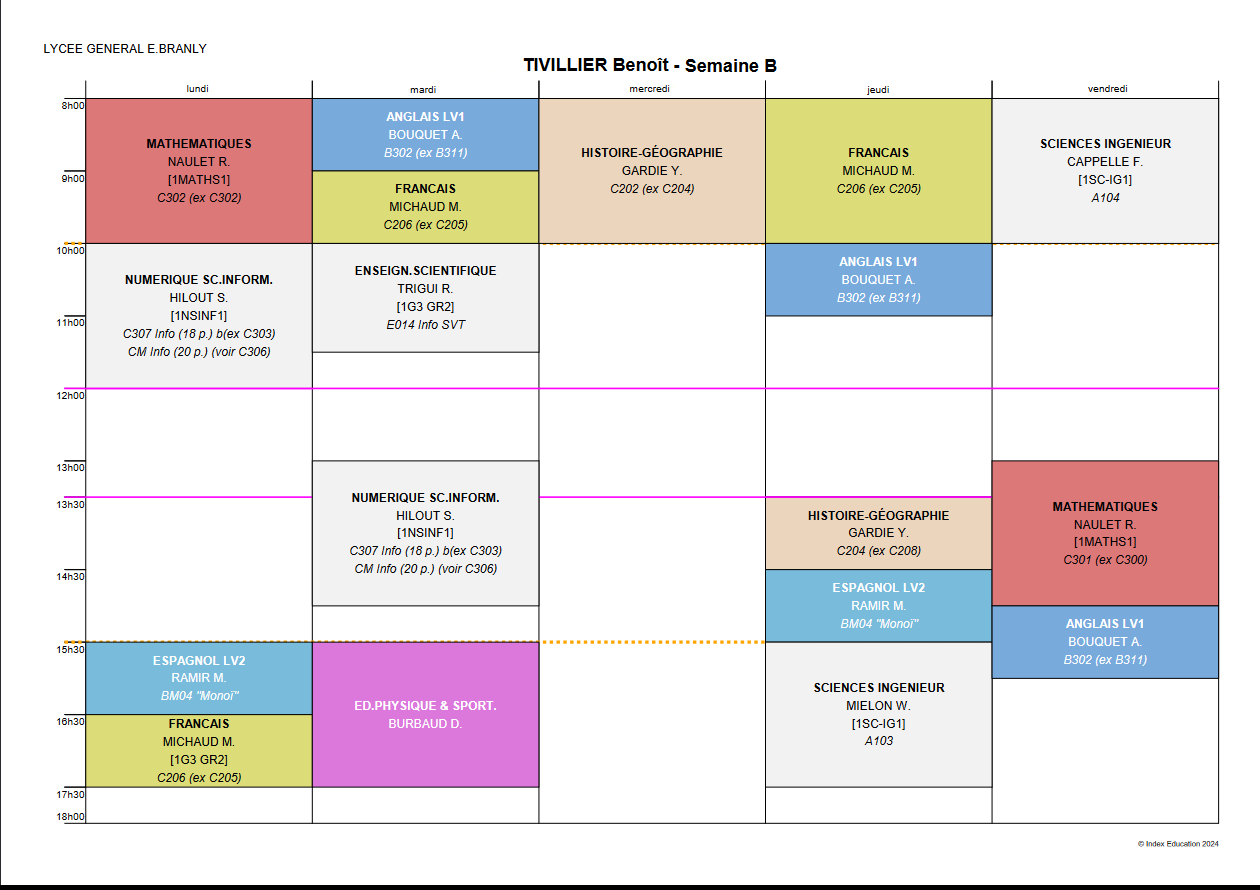 LYCEE GENERAL E.BRANLY
TIVILLIER Benoît - Semaine B
lundi
mardi
mercredi
jeudi
vendredi
8h00
9h00
10h00
11h00
12h00
13h00
13h30
14h30
15h30
16h30
17h30
18h00
MATHEMATIQUES
NAULET R.
[1MATHS1]
C302 (ex C302)
NUMERIQUE SC.INFORM.
HILOUT S.
[1NSINF1]
C307 Info (18 p.) b(ex C303)
CM Info (20 p.) (voir C306)
ESPAGNOL LV2
RAMIR M.
BM04 "Monoï"
FRANCAIS
MICHAUD M.
[1G3 GR2]
C206 (ex C205)
ANGLAIS LV1
BOUQUET A.
B302 (ex B311)
FRANCAIS
MICHAUD M.
C206 (ex C205)
ENSEIGN.SCIENTIFIQUE
TRIGUI R.
[1G3 GR2]
E014 Info SVT
NUMERIQUE SC.INFORM.
HILOUT S.
[1NSINF1]
C307 Info (18 p.) b(ex C303)
CM Info (20 p.) (voir C306)
ED.PHYSIQUE & SPORT.
BURBAUD D.
HISTOIRE-GÉOGRAPHIE
GARDIE Y.
C202 (ex C204)
FRANCAIS
MICHAUD M.
C206 (ex C205)
ANGLAIS LV1
BOUQUET A.
B302 (ex B311)
HISTOIRE-GÉOGRAPHIE
GARDIE Y.
C204 (ex C208)
ESPAGNOL LV2
RAMIR M.
BM04 "Monoï"
SCIENCES INGENIEUR
MIELON W.
[1SC-IG1]
A103
SCIENCES INGENIEUR
CAPPELLE F.
[1SC-IG1]
A104
MATHEMATIQUES
NAULET R.
[1MATHS1]
C301 (ex C300)
ANGLAIS LV1
BOUQUET A.
B302 (ex B311)
© Index Education 2024